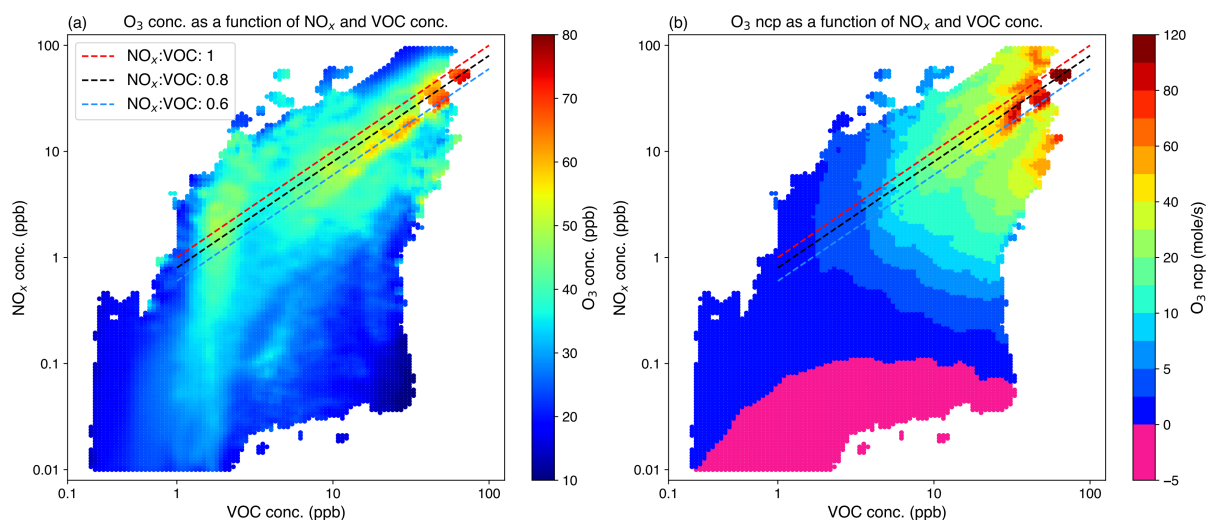 (a) O₃ conc. as a function of NOₓ and VOC conc.
NOₓ:VOC: 1
NOₓ:VOC: 0.8
NOₓ:VOC: 0.6
100
10
1
0.1
0.01
NOₓ conc. (ppb)
0.1 1 10 100
VOC conc. (ppb)
80
70
60
50
40
30
20
10
O₃ conc. (ppb)
(b) O₃ ncp as a function of NOₓ and VOC conc.
100
10
1
0.1
0.01
NOₓ conc. (ppb)
0.1 1 10 100
VOC conc. (ppb)
120
80
60
40
20
10
5
2
0
−5
O₃ ncp (mole/s)